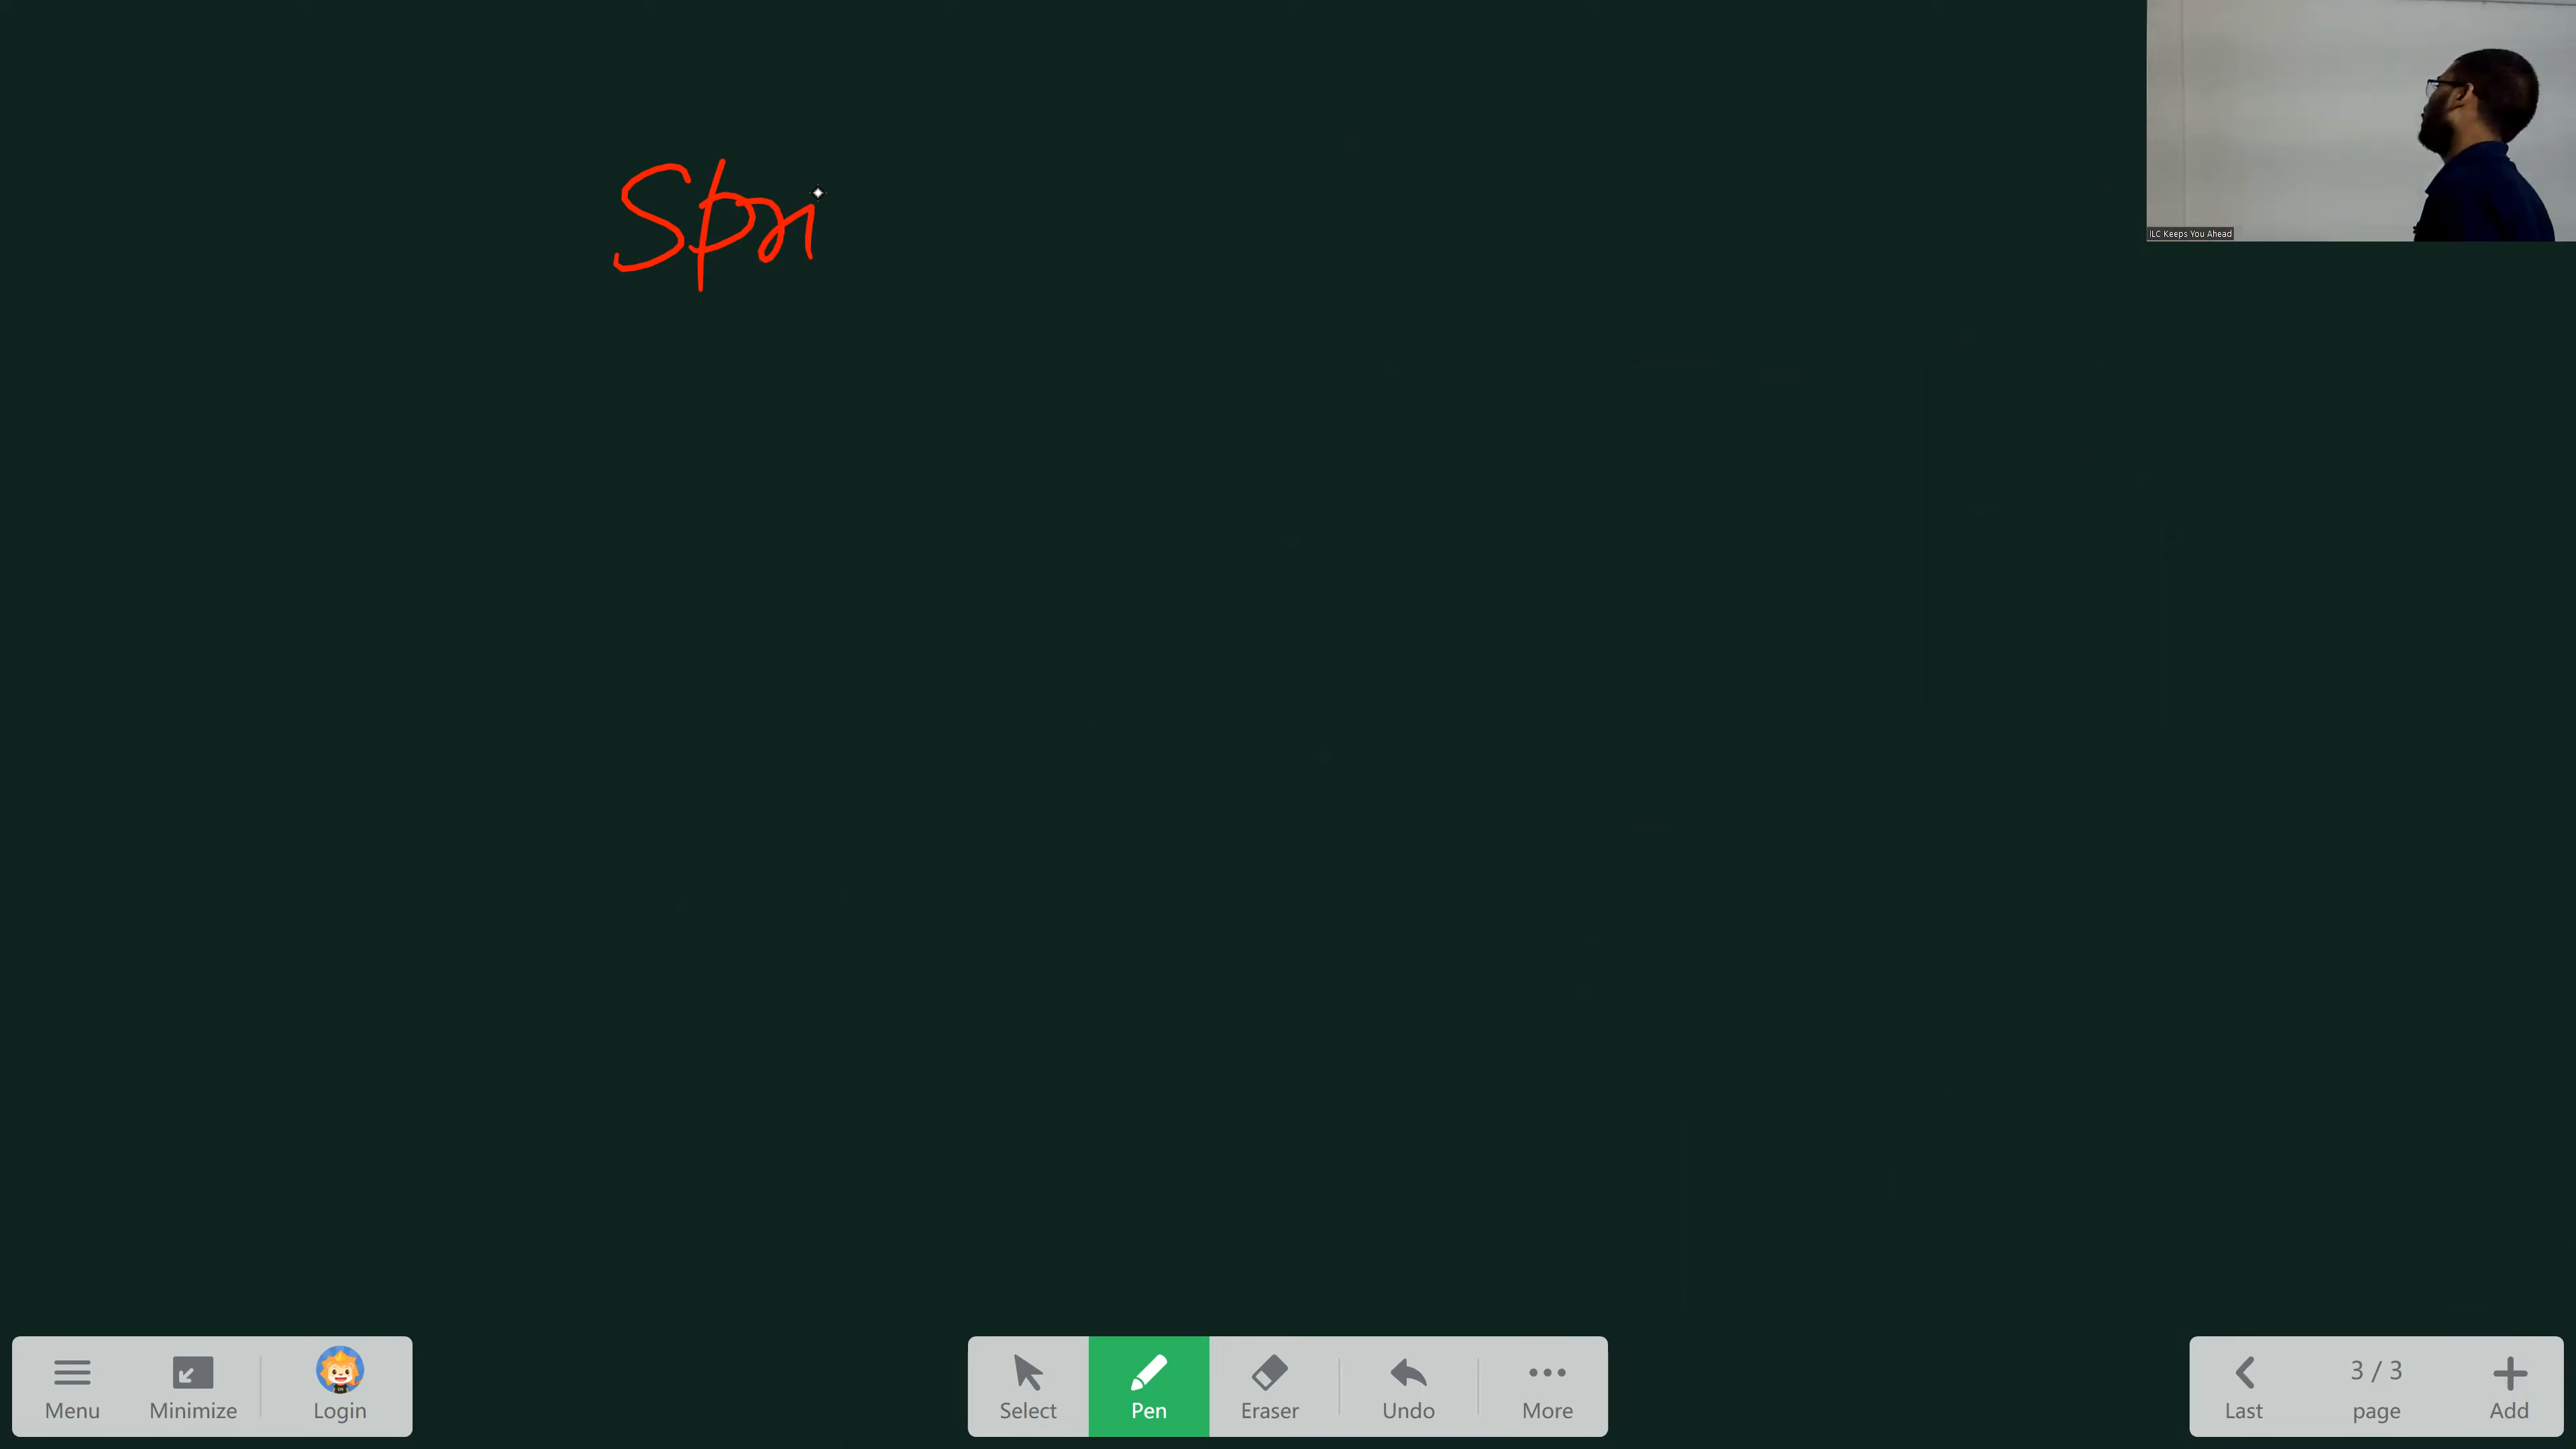 Spri
ILC Keeps You Ahead
Menu
Minimize
Login
Select
Pen
Eraser
Undo
More
Last
3 / 3
page
Add